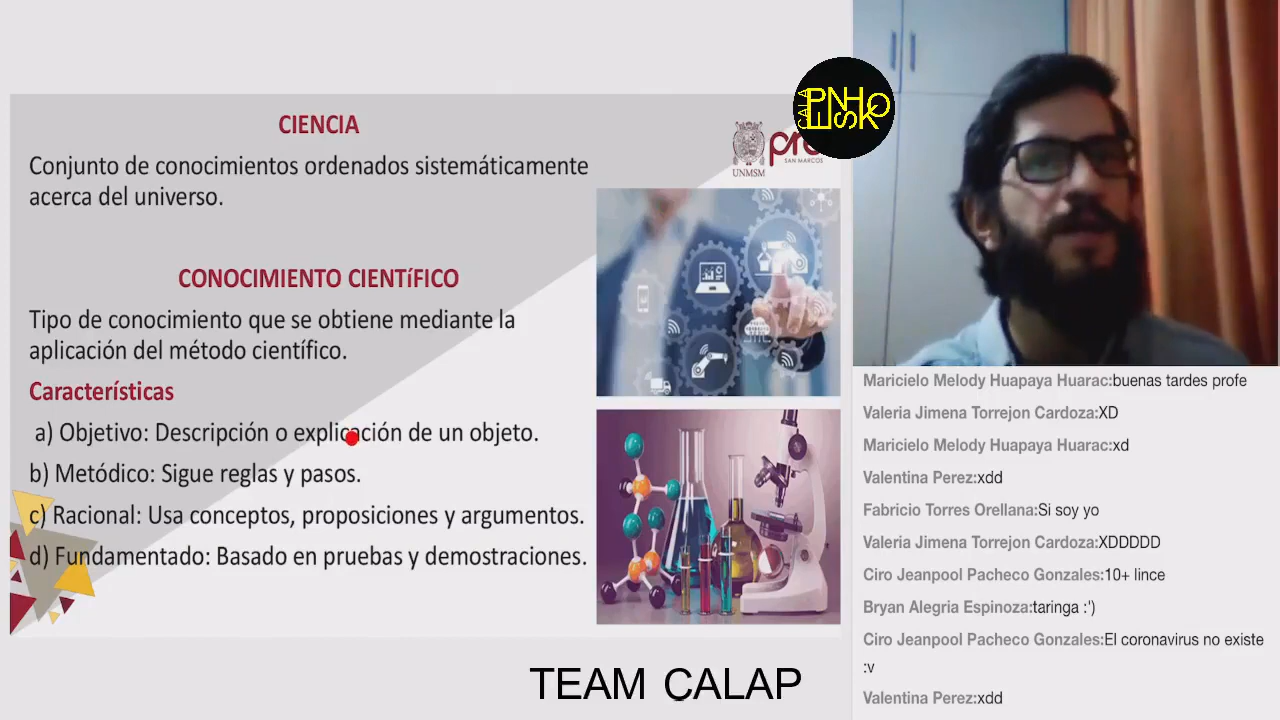 CIENCIA
Conjunto de conocimientos ordenados sistemáticamente
acerca del universo.
CONOCIMIENTO CIENTíFICO
Tipo de conocimiento que se obtiene mediante la
aplicación del método científico.
Características
a) Objetivo: Descripción o explicación de un objeto.
b) Metódico: Sigue reglas y pasos.
c) Racional: Usa conceptos, proposiciones y argumentos.
d) Fundamentado: Basado en pruebas y demostraciones.
UNMSM
SAN MARCOS
CALA
TEAM CALAP
Maricielo Melody Huapaya Huarac:buenas tardes profe
Valeria Jimena Torrejon Cardoza:XD
Maricielo Melody Huapaya Huarac:xd
Valentina Perez:xdd
Fabricio Torres Orellana:Si soy yo
Valeria Jimena Torrejon Cardoza:XDDDDD
Ciro Jeanpool Pacheco Gonzales:10+ lince
Bryan Alegria Espinoza:taringa :')
Ciro Jeanpool Pacheco Gonzales:El coronavirus no existe
:v
Valentina Perez:xdd